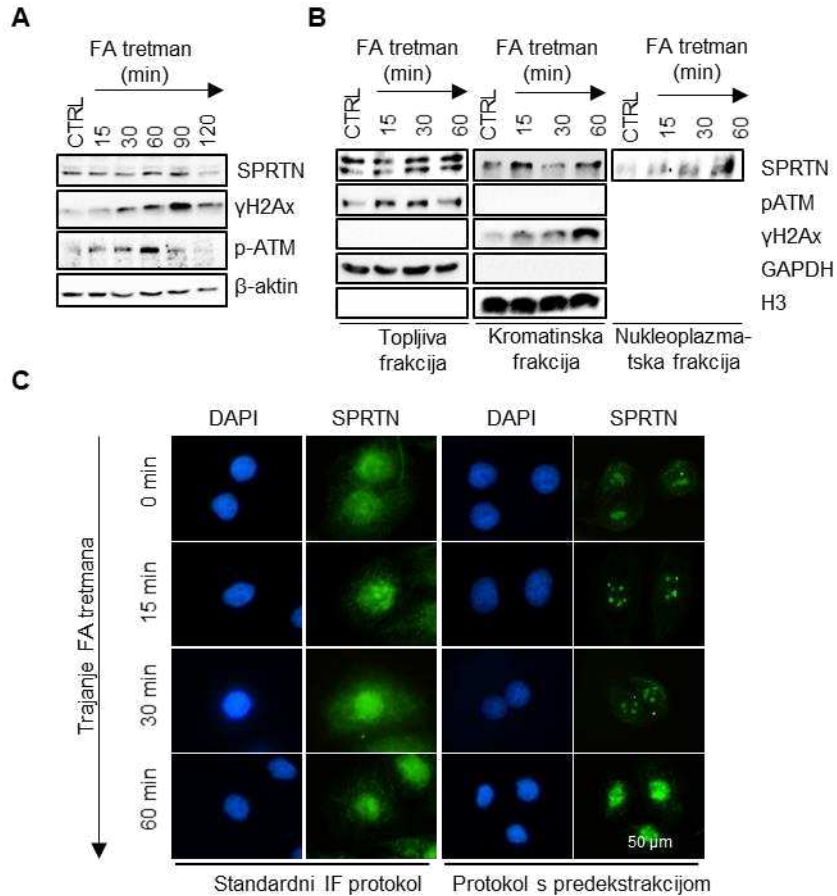 A
FA tretman
(min)
CTRL 15 30 60 90 120
SPRTN
γH2Ax
p-ATM
β-aktin
B
FA tretman
(min)
FA tretman
(min)
FA tretman
(min)
CTRL 15 30 60
CTRL 15 30 60
CTRL 15 30 60
SPRTN
pATM
γH2Ax
GAPDH
H3
Topljiva
frakcija
Kromatinska
frakcija
Nukleoplazma-
tska frakcija
C
DAPI SPRTN DAPI SPRTN
Trajanje FA tretmana
0 min
15 min
30 min
60 min
50 μm
Standardni IF protokol
Protokol s predekstrakcijom